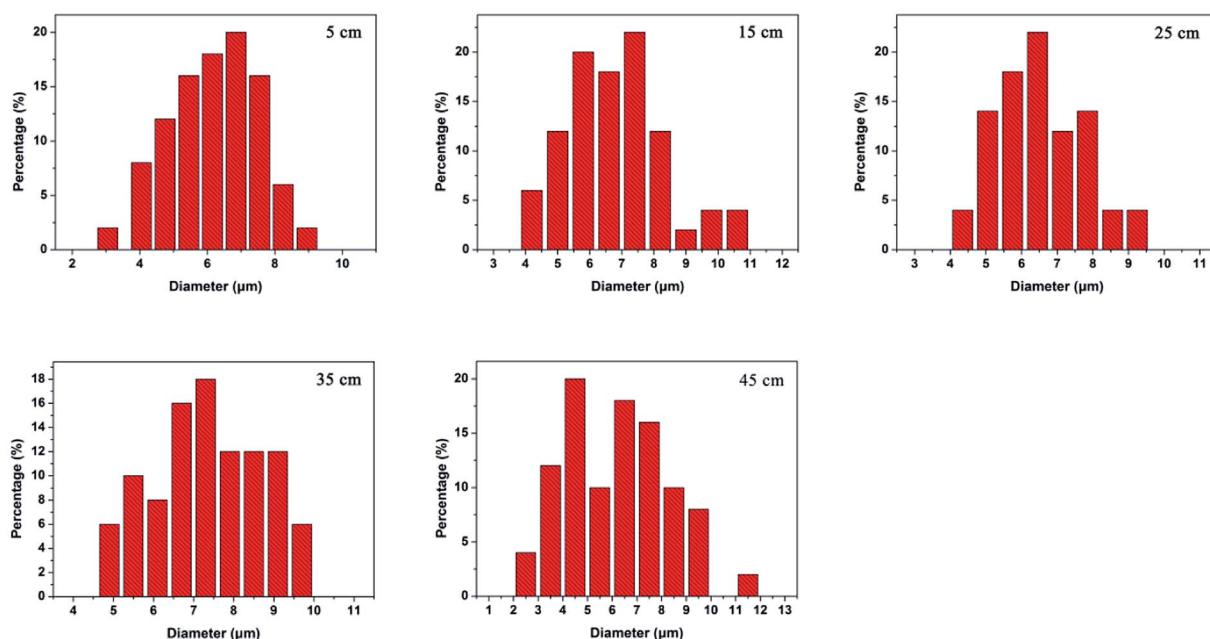 5 cm
20
15
10
5
0
Percentage (%)
2 4 6 8 10
Diameter (µm)
15 cm
20
15
10
5
0
Percentage (%)
3 4 5 6 7 8 9 10 11 12
Diameter (µm)
25 cm
20
15
10
5
0
Percentage (%)
3 4 5 6 7 8 9 10 11
Diameter (µm)
35 cm
18
16
14
12
10
8
6
4
2
0
Percentage (%)
4 5 6 7 8 9 10 11
Diameter (µm)
45 cm
20
15
10
5
0
Percentage (%)
1 2 3 4 5 6 7 8 9 10 11 12 13
Diameter (µm)